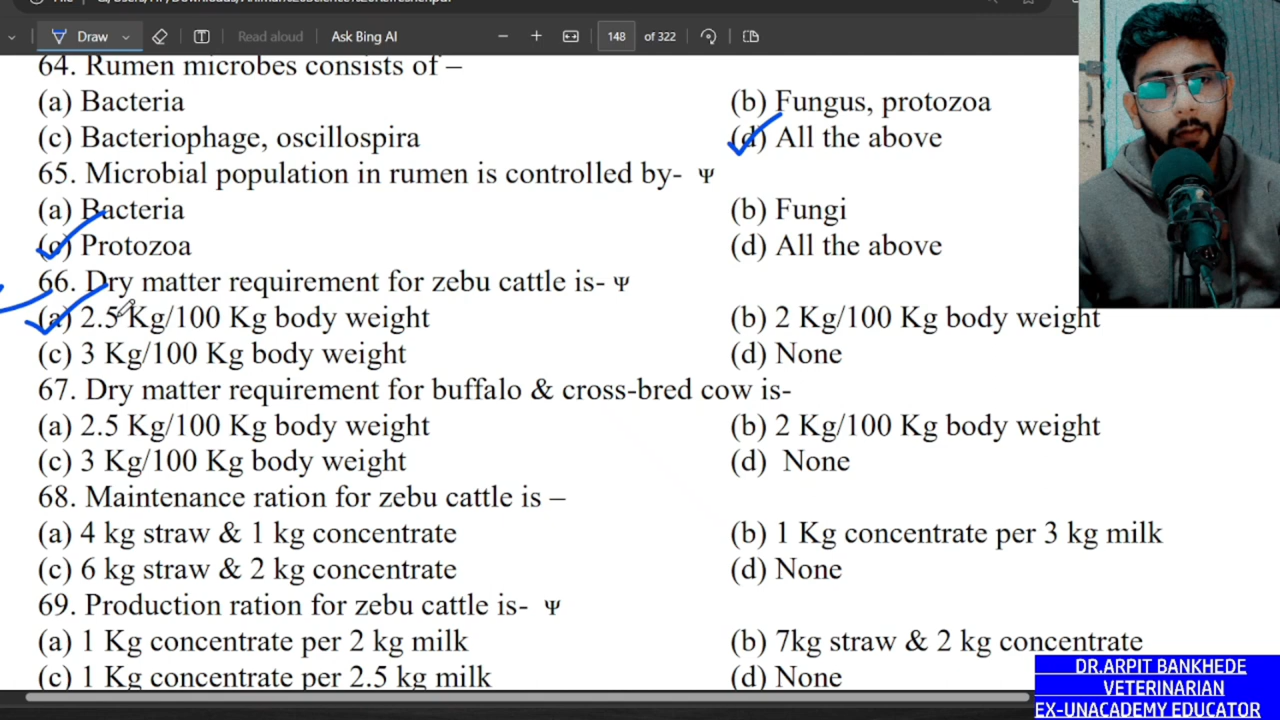 Draw
Read aloud
Ask Bing AI
148 of 322
64. Rumen microbes consists of –
(a) Bacteria (b) Fungus, protozoa
(c) Bacteriophage, oscillospira (d) All the above
65. Microbial population in rumen is controlled by- Ψ
(a) Bacteria (b) Fungi
(c) Protozoa (d) All the above
66. Dry matter requirement for zebu cattle is- Ψ
(a) 2.5 Kg/100 Kg body weight (b) 2 Kg/100 Kg body weight
(c) 3 Kg/100 Kg body weight (d) None
67. Dry matter requirement for buffalo & cross-bred cow is-
(a) 2.5 Kg/100 Kg body weight (b) 2 Kg/100 Kg body weight
(c) 3 Kg/100 Kg body weight (d) None
68. Maintenance ration for zebu cattle is –
(a) 4 kg straw & 1 kg concentrate (b) 1 Kg concentrate per 3 kg milk
(c) 6 kg straw & 2 kg concentrate (d) None
69. Production ration for zebu cattle is- Ψ
(a) 1 Kg concentrate per 2 kg milk (b) 7kg straw & 2 kg concentrate
(c) 1 Kg concentrate per 2.5 kg milk (d) None
DR.ARPIT BANKHEDE
VETERINARIAN
EX-UNACADEMY EDUCATOR